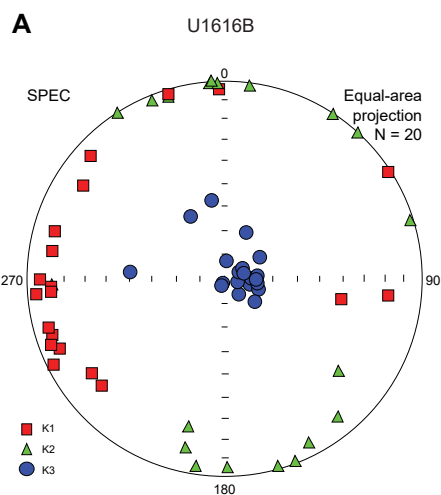 A
U1616B
0
SPEC
Equal-area
projection
N = 20
270
90
K1
K2
K3
180